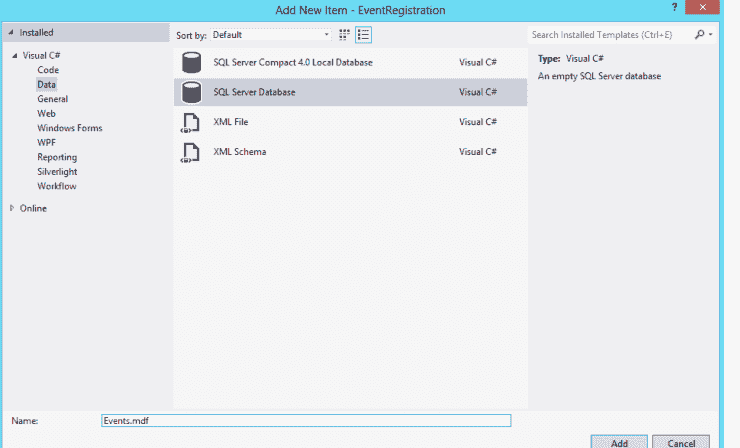 Add New Item - EventRegistration
?
x
Installed
Sort by: Default
Search Installed Templates (Ctrl+E)
Visual C#
Code
Data
General
Web
Windows Forms
WPF
Reporting
Silverlight
Workflow
Online
SQL Server Compact 4.0 Local Database Visual C#
SQL Server Database Visual C#
XML File Visual C#
XML Schema Visual C#
Type: Visual C#
An empty SQL Server database
Name: Events.mdf
Add Cancel